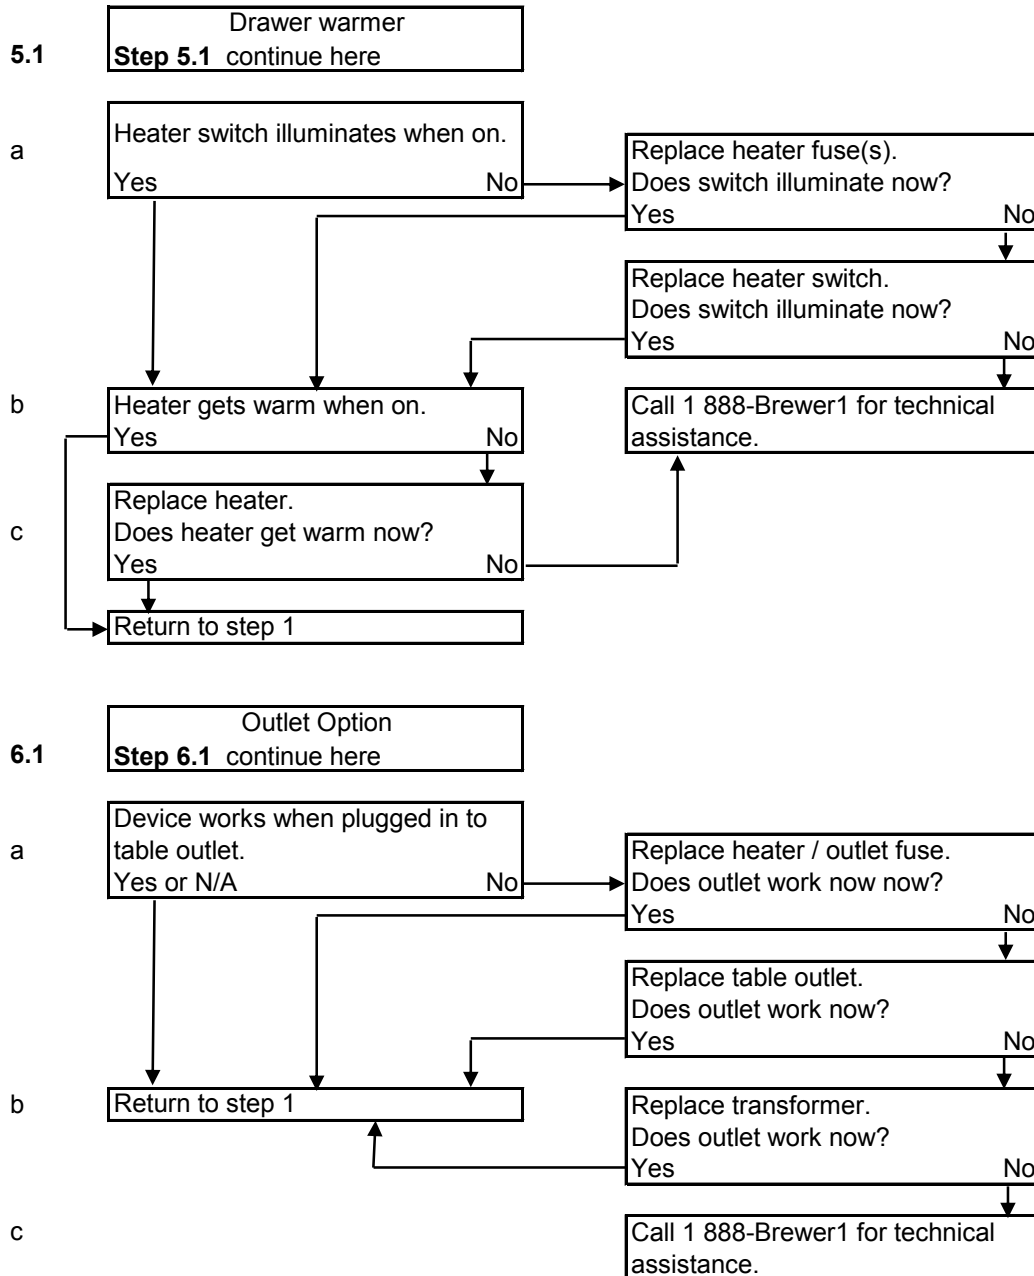 Drawer warmer
5.1 Step 5.1 continue here
a
Heater switch illuminates when on.
Yes No
Replace heater fuse(s).
Does switch illuminate now?
Yes No
Replace heater switch.
Does switch illuminate now?
Yes No
b
Heater gets warm when on.
Yes No
Call 1 888-Brewer1 for technical
assistance.
c
Replace heater.
Does heater get warm now?
Yes No
Return to step 1
Outlet Option
6.1 Step 6.1 continue here
a
Device works when plugged in to
table outlet.
Yes or N/A No
Replace heater / outlet fuse.
Does outlet work now now?
Yes No
Replace table outlet.
Does outlet work now?
Yes No
b
Return to step 1
Replace transformer.
Does outlet work now?
Yes No
c
Call 1 888-Brewer1 for technical
assistance.